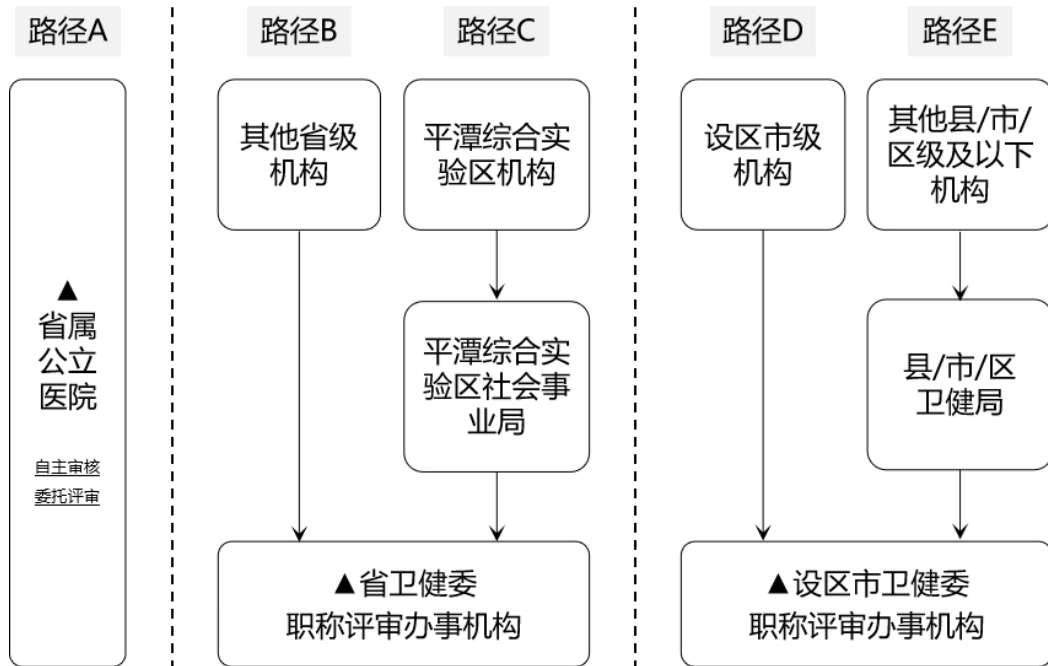 路径A
路径B
路径C
路径D
路径E
▲
省属
公立
医院
自主审核
委托评审
其他省级
机构
平潭综合实
验区机构
平潭综合实
验区社会事
业局
▲省卫健委
职称评审办事机构
设区市级
机构
其他县/市/
区级及以下
机构
县/市/区
卫健局
▲设区市卫健委
职称评审办事机构